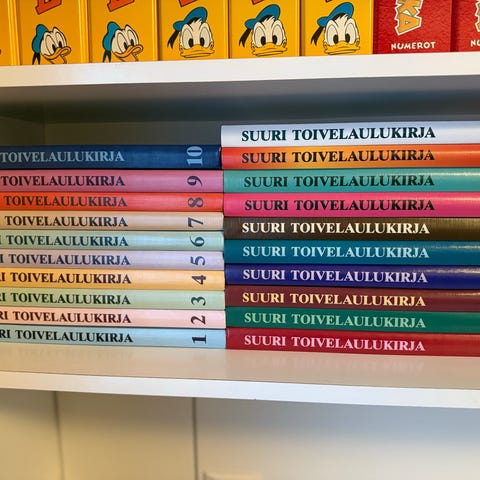 NUMEROT
TOIVELAULUKIRJA 10
TOIVELAULUKIRJA 9
TOIVELAULUKIRJA 8
TOIVELAULUKIRJA 7
TOIVELAULUKIRJA 6
TOIVELAULUKIRJA 5
TOIVELAULUKIRJA 4
TOIVELAULUKIRJA 3
TOIVELAULUKIRJA 2
TOIVELAULUKIRJA 1
SUURI TOIVELAULUKIRJA
SUURI TOIVELAULUKIRJA
SUURI TOIVELAULUKIRJA
SUURI TOIVELAULUKIRJA
SUURI TOIVELAULUKIRJA
SUURI TOIVELAULUKIRJA
SUURI TOIVELAULUKIRJA
SUURI TOIVELAULUKIRJA
SUURI TOIVELAULUKIRJA
SUURI TOIVELAULUKIRJA